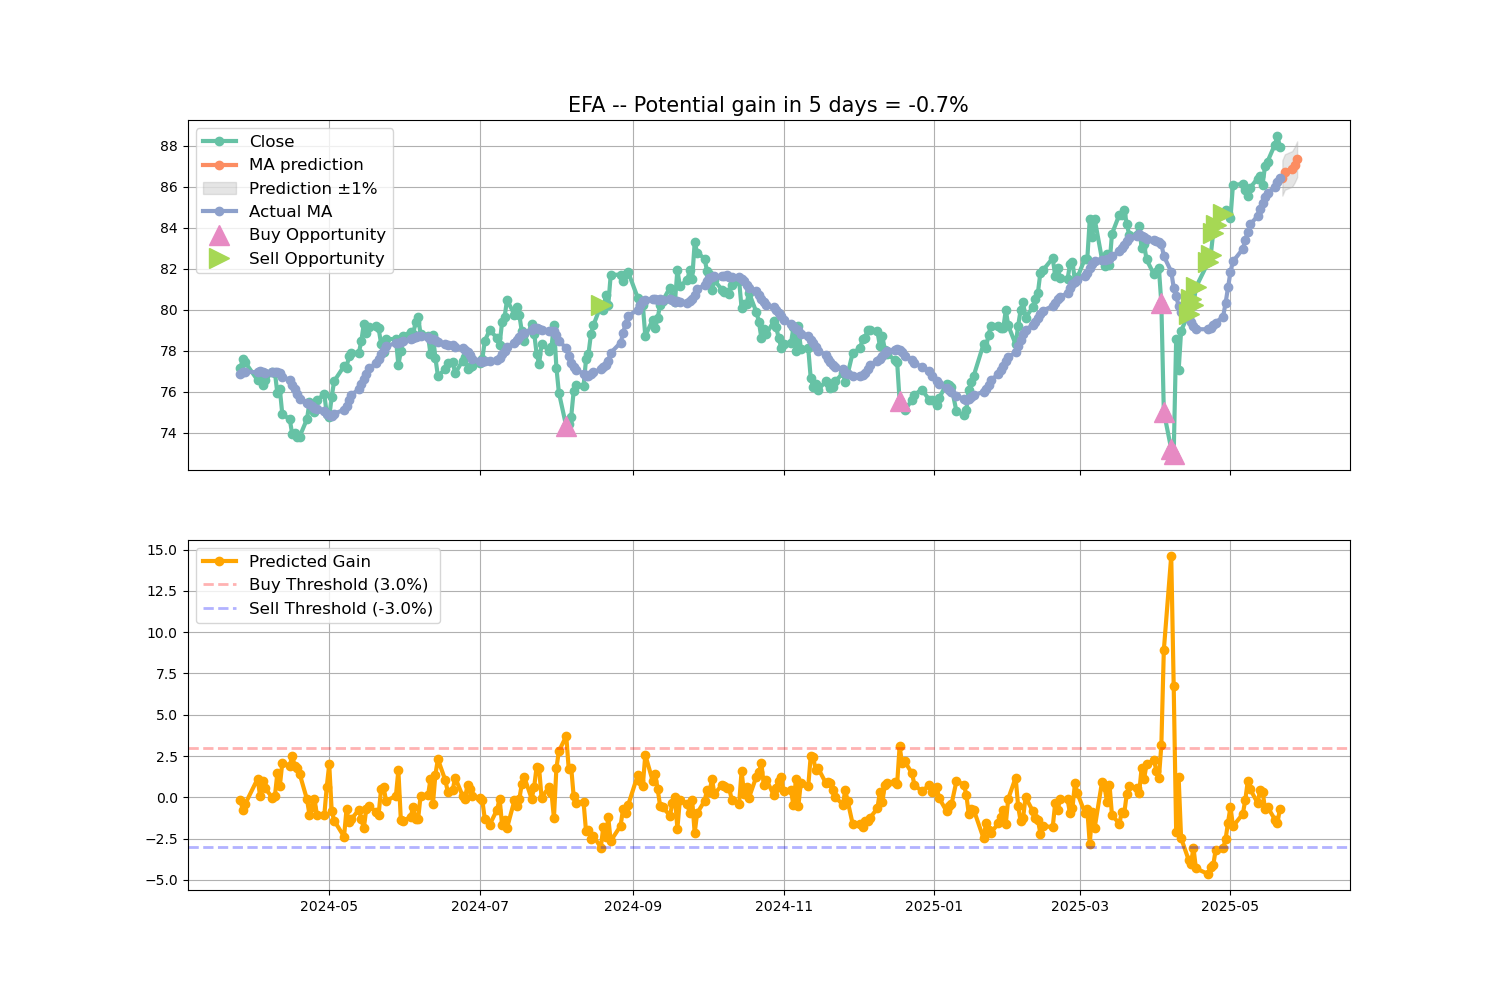 EFA -- Potential gain in 5 days = -0.7%
88
86
84
82
80
78
76
74
Close
MA prediction
Prediction ±1%
Actual MA
Buy Opportunity
Sell Opportunity
15.0
12.5
10.0
7.5
5.0
2.5
0.0
−2.5
−5.0
Predicted Gain
Buy Threshold (3.0%)
Sell Threshold (-3.0%)
2024-05
2024-07
2024-09
2024-11
2025-01
2025-03
2025-05